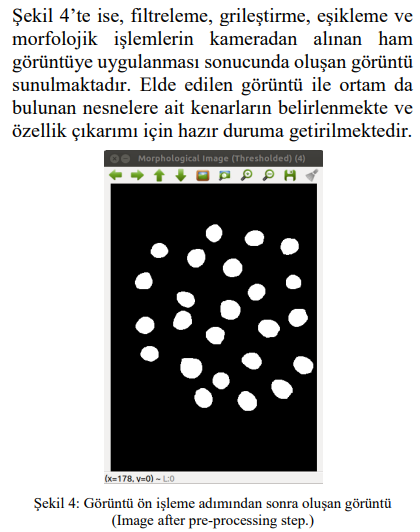 Şekil 4’te ise, filtreleme, grileştirme, eşikleme ve
morfolojik işlemlerin kameradan alınan ham
görüntüye uygulanması sonucunda oluşan görüntü
sunulmaktadır. Elde edilen görüntü ile ortam da
bulunan nesnelere ait kenarların belirlenmekte ve
özellik çıkarımı için hazır duruma getirilmektedir.
Morphological Image (Thresholded) (4)
(x=178, y=0) ~ L:0
Şekil 4: Görüntü ön işleme adımından sonra oluşan görüntü
(Image after pre-processing step.)